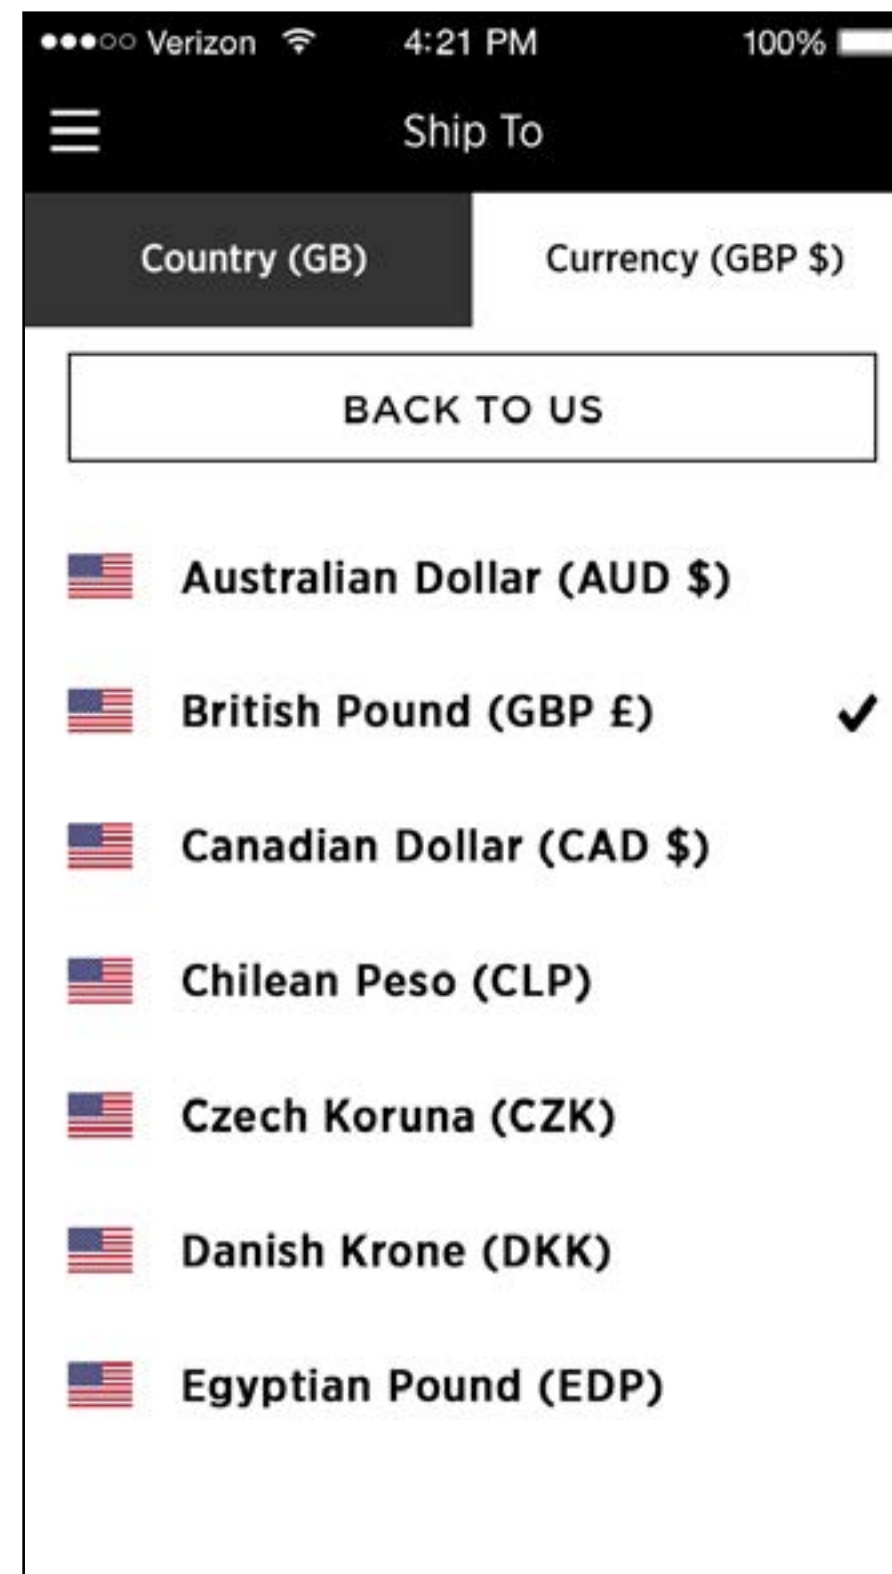 Verizon 4:21 PM 100%
Ship To
Country (GB) Currency (GBP $)
BACK TO US
Australian Dollar (AUD $)
British Pound (GBP £)
Canadian Dollar (CAD $)
Chilean Peso (CLP)
Czech Koruna (CZK)
Danish Krone (DKK)
Egyptian Pound (EDP)